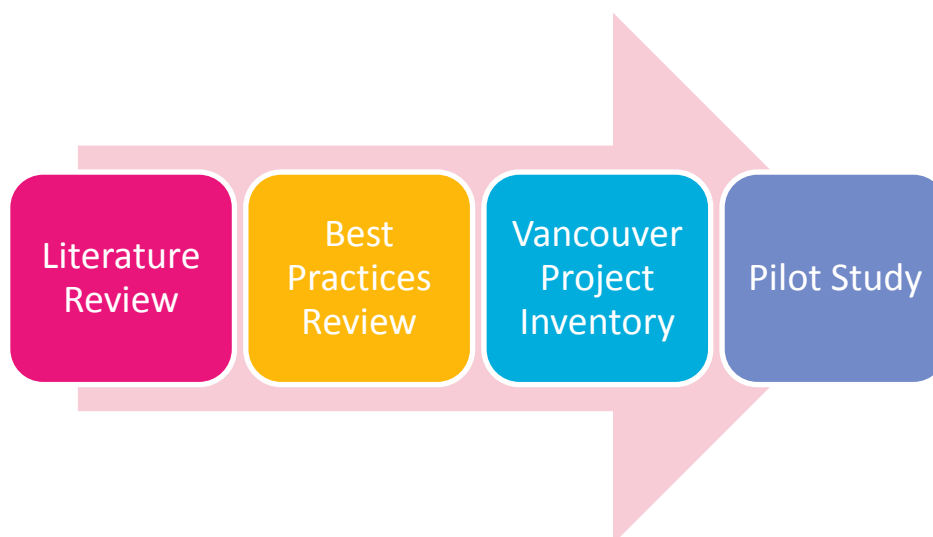 Literature
Review
Best
Practices
Review
Vancouver
Project
Inventory
Pilot Study